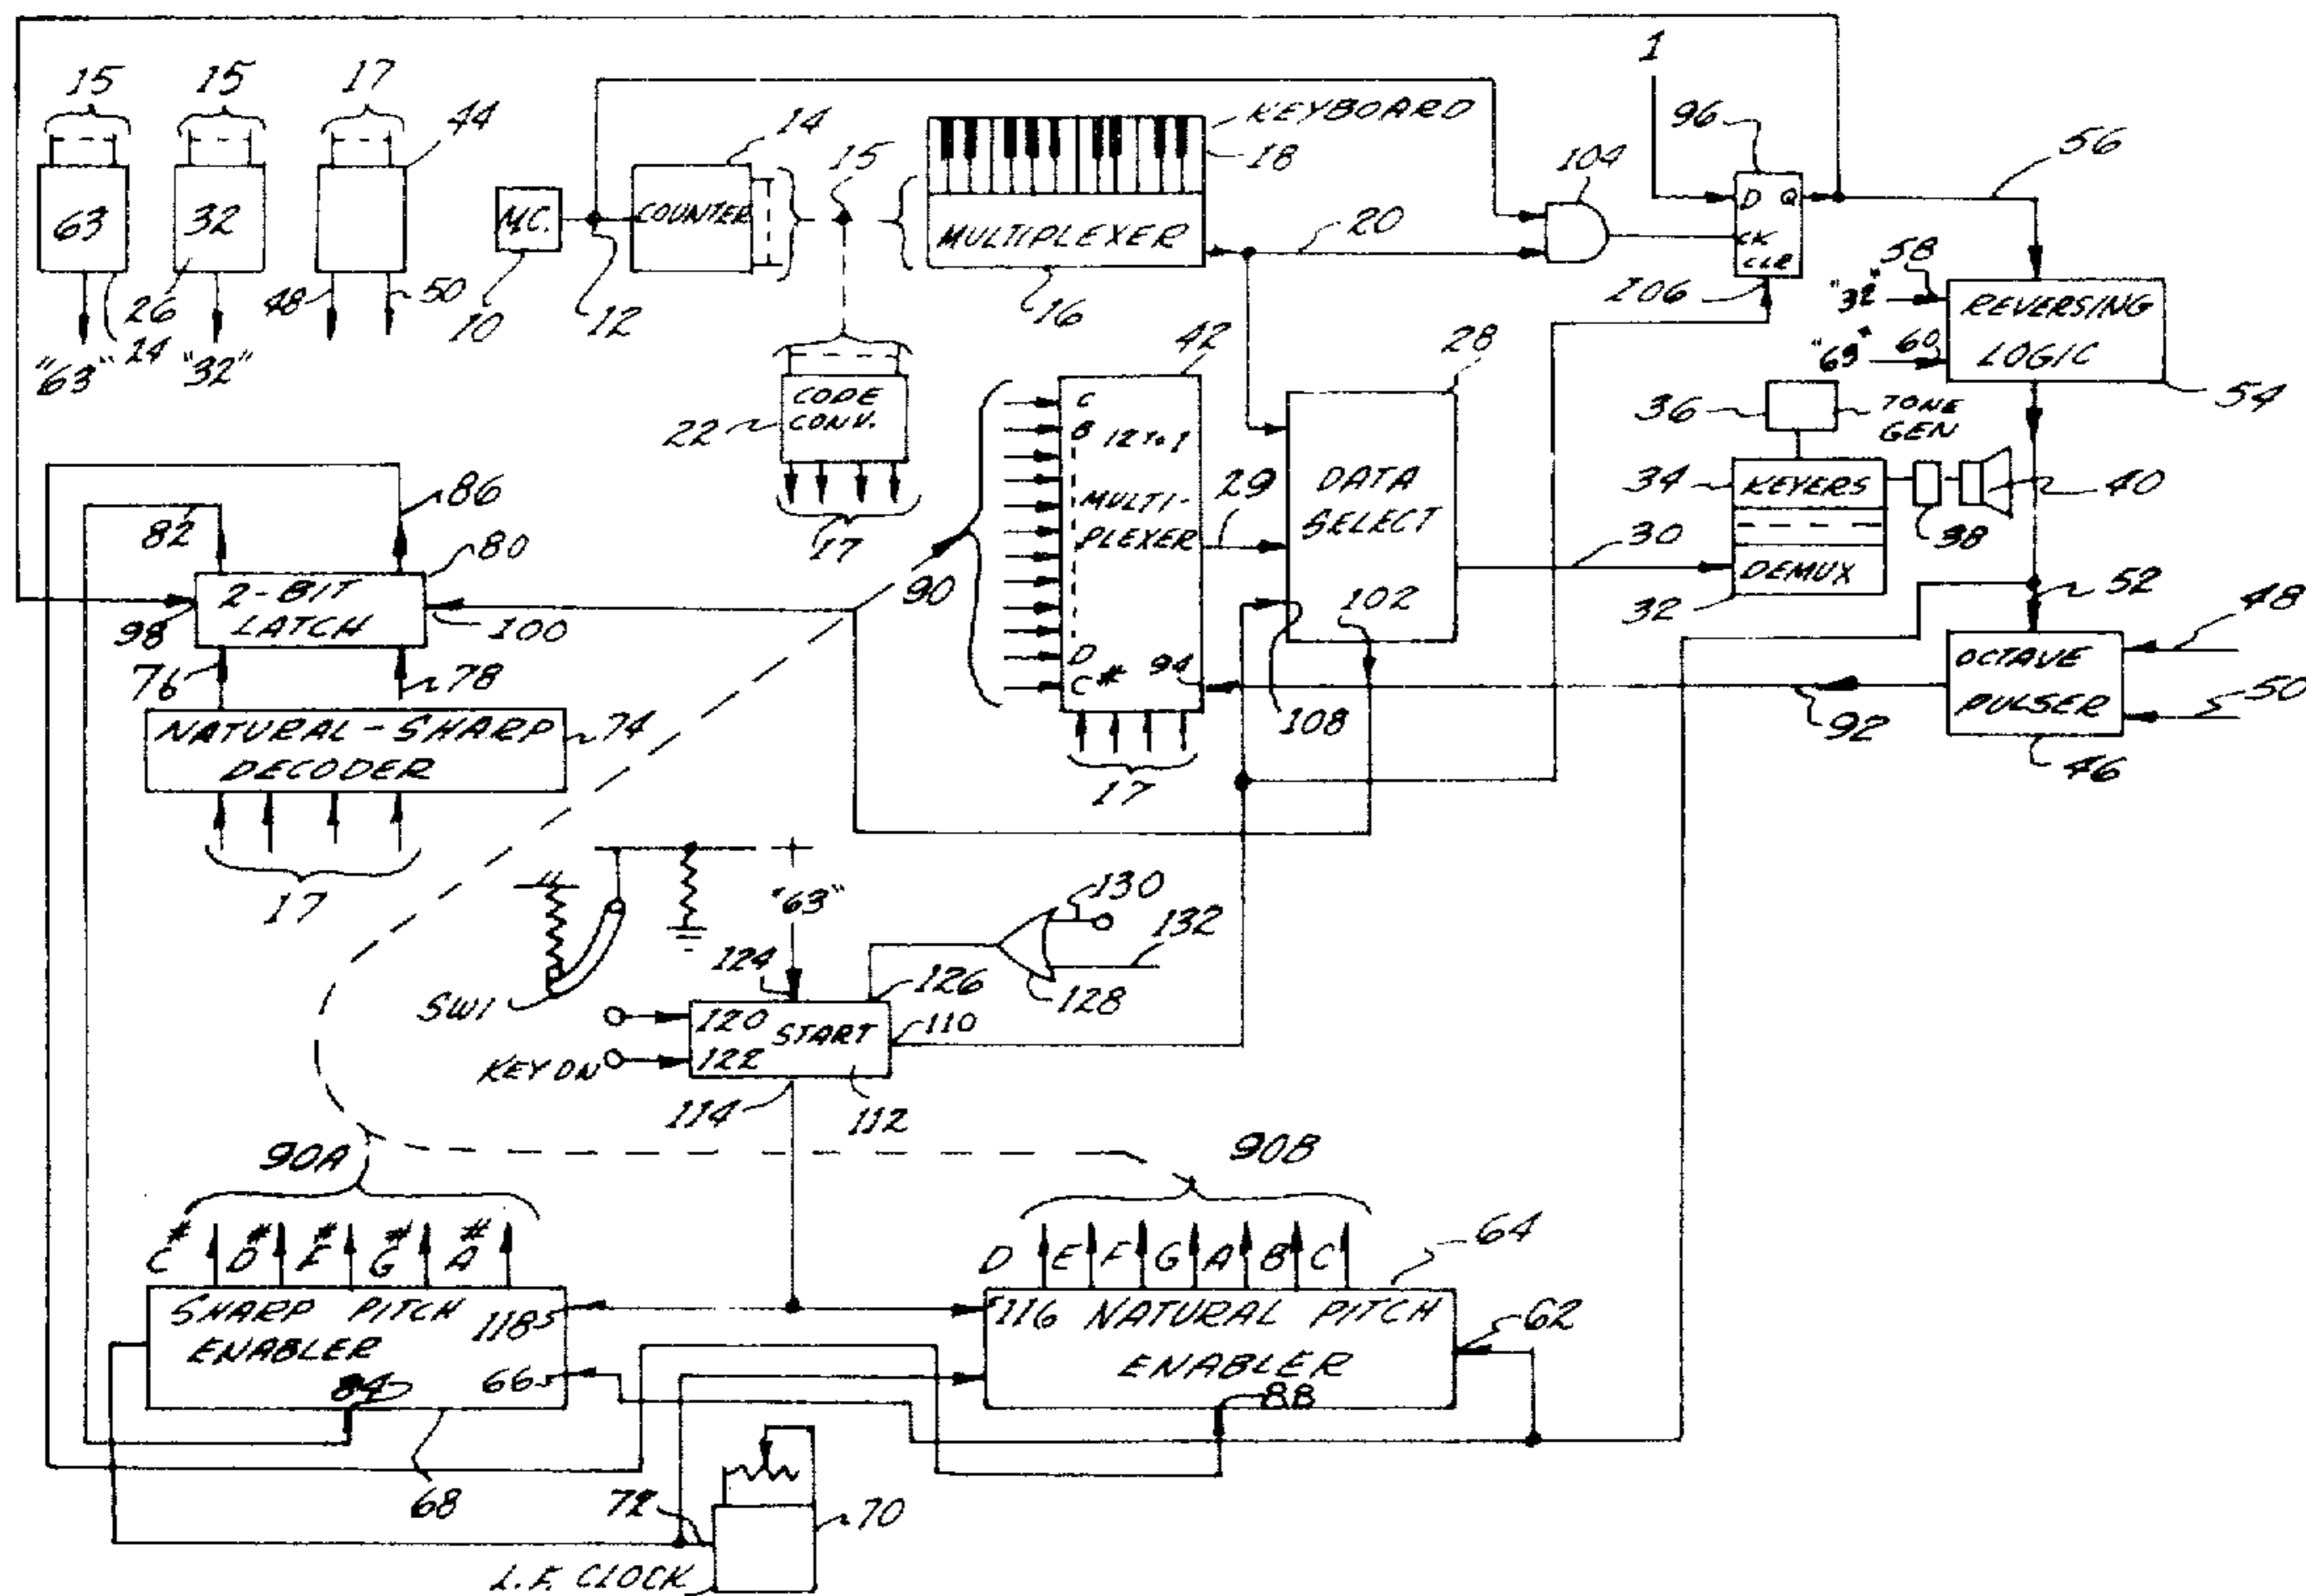 1
15 15 17
44
63
32
26
24
48
50
"63"
"32"
M.C.
10
12
14
COUNTER
15
KEYBOARD
18
MULTIPLEXER
16
20
104
96
D Q
CK
CLR
106
56
58
"32"
60
"63"
REVERSING
LOGIC
54
CODE
CONV.
22
17
42
C
B 12 TO 1
MULTI-
PLEXER
D
C#
94
17
90
28
DATA
SELECT
29
102
108
30
36
TONE
GEN
34
KEYERS
38
40
DEMUX
32
52
OCTAVE
PULSER
48
50
92
46
82
86
80
2-BIT
LATCH
98
100
76
78
NATURAL-SHARP
DECODER
74
17
SW1
"63"
124
130
132
128
126
120
START
110
122
KEY DN
114
112
90A
C# D# E# G# A#
SHARP PITCH
ENABLER
118
66
84
68
90B
D E F G A B C
64
116 NATURAL PITCH
ENABLER
62
88
72
70
L.F. CLOCK